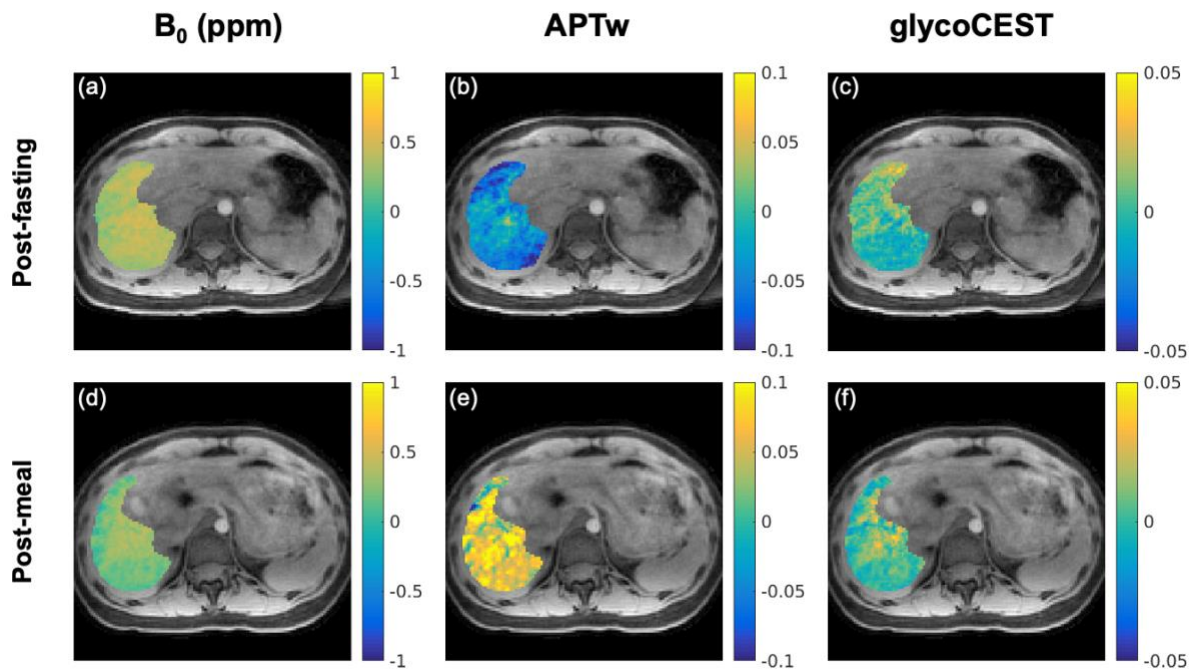 B₀ (ppm) APTw glycoCEST
Post-fasting
(a) 1 0.5 0 -0.5 -1
(b) 0.1 0.05 0 -0.05 -0.1
(c) 0.05 0 -0.05
Post-meal
(d) 1 0.5 0 -0.5 -1
(e) 0.1 0.05 0 -0.05 -0.1
(f) 0.05 0 -0.05